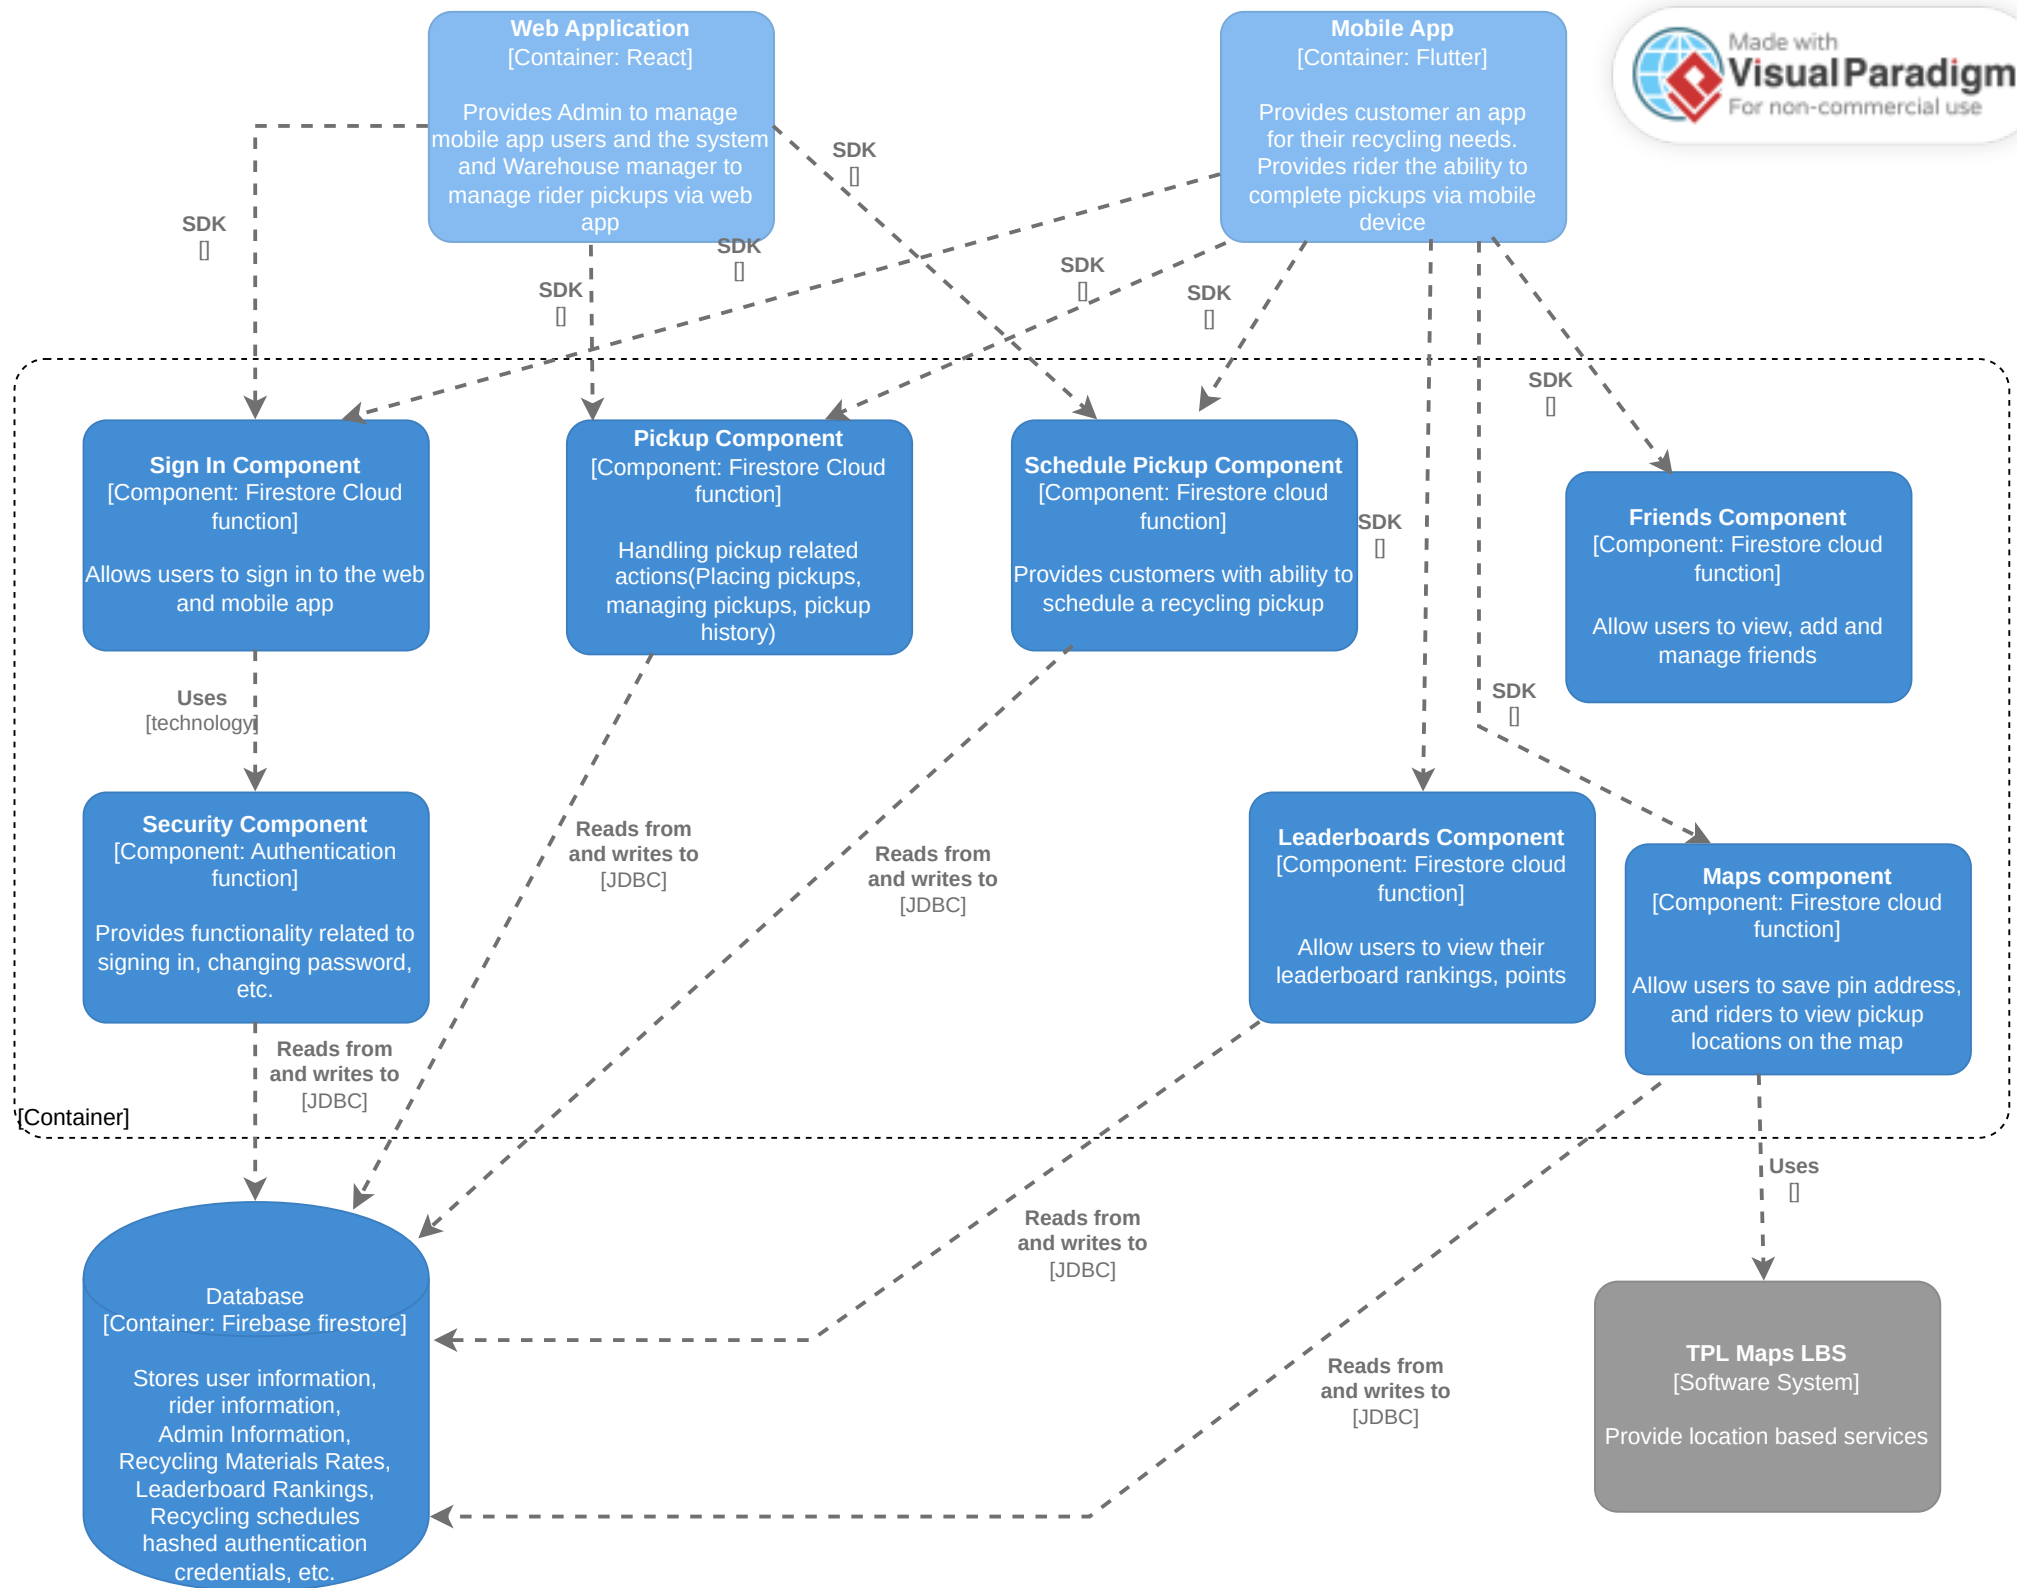 Web Application
[Container: React]
Provides Admin to manage
mobile app users and the system
and Warehouse manager to
manage rider pickups via web
app
Mobile App
[Container: Flutter]
Provides customer an app
for their recycling needs.
Provides rider the ability to
complete pickups via mobile
device
Made with
Visual Paradigm
For non-commercial use
SDK
[]
SDK
[]
SDK
[]
SDK
[]
SDK
[]
SDK
[]
SDK
[]
Sign In Component
[Component: Firestore Cloud
function]
Allows users to sign in to the web
and mobile app
Pickup Component
[Component: Firestore Cloud
function]
Handling pickup related
actions(Placing pickups,
managing pickups, pickup
history)
Schedule Pickup Component
[Component: Firestore cloud
function]
Provides customers with ability to
schedule a recycling pickup
SDK
[]
Friends Component
[Component: Firestore cloud
function]
Allow users to view, add and
manage friends
Uses
[technology]
SDK
[]
Security Component
[Component: Authentication
function]
Provides functionality related to
signing in, changing password,
etc.
Reads from
and writes to
[JDBC]
Reads from
and writes to
[JDBC]
Leaderboards Component
[Component: Firestore cloud
function]
Allow users to view their
leaderboard rankings, points
Maps component
[Component: Firestore cloud
function]
Allow users to save pin address,
and riders to view pickup
locations on the map
Reads from
and writes to
[JDBC]
[Container]
Uses
[]
Reads from
and writes to
[JDBC]
Database
[Container: Firebase firestore]
Stores user information,
rider information,
Admin Information,
Recycling Materials Rates,
Leaderboard Rankings,
Recycling schedules
hashed authentication
credentials, etc.
Reads from
and writes to
[JDBC]
TPL Maps LBS
[Software System]
Provide location based services